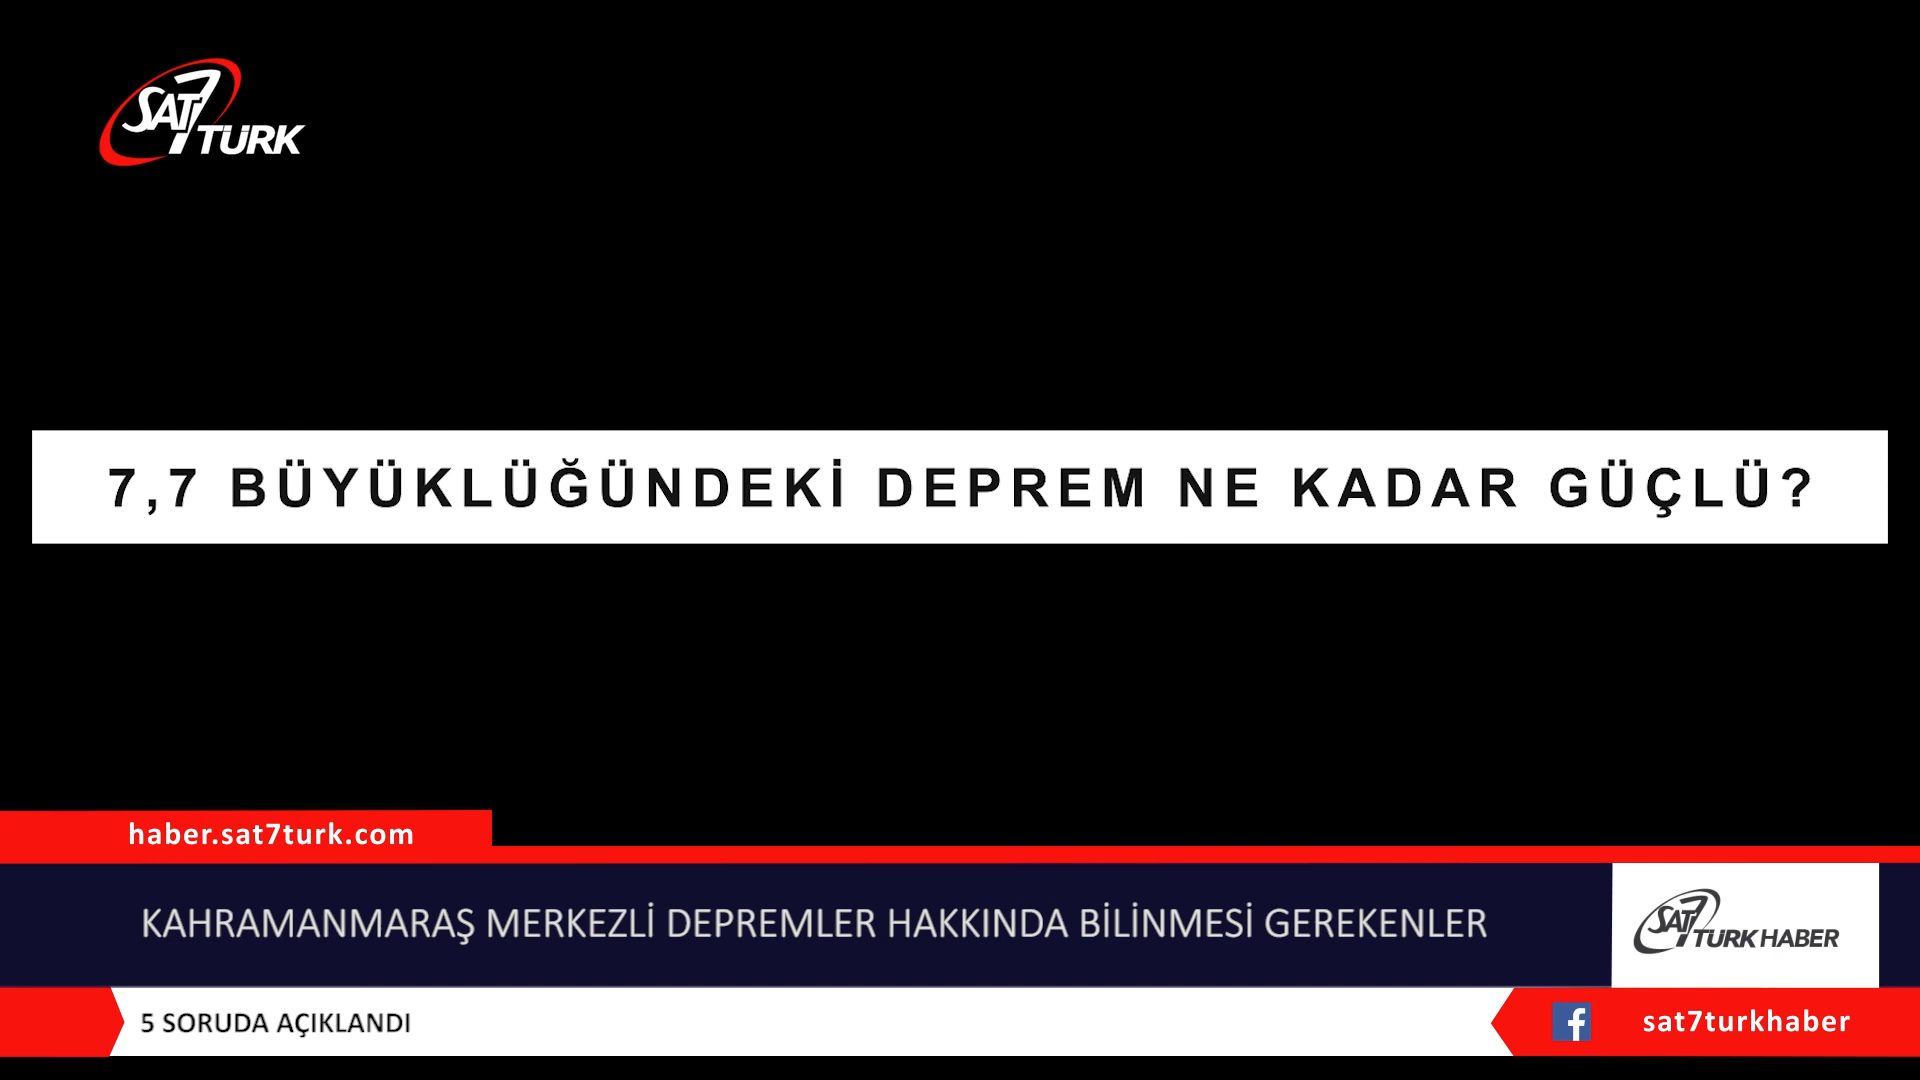 SAT7 TÜRK
7,7 BÜYÜKLÜĞÜNDEKİ DEPREM NE KADAR GÜÇLÜ?
haber.sat7turk.com
KAHRAMANMARAŞ MERKEZLİ DEPREMLER HAKKINDA BİLİNMESİ GEREKENLER
SAT7 TÜRK HABER
5 SORUDA AÇIKLANDI
sat7turkhaber